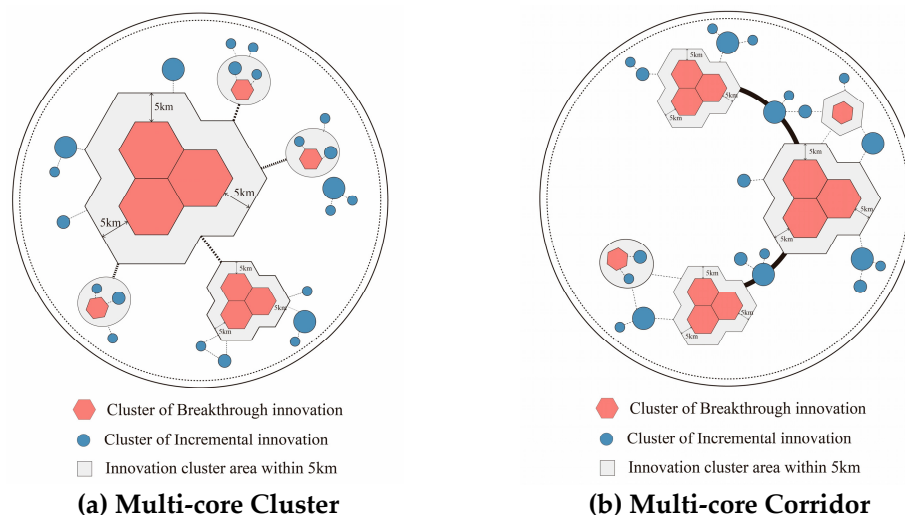 5km
5km
5km
5km
5km
5km
Cluster of Breakthrough innovation
Cluster of Incremental innovation
Innovation cluster area within 5km
(a) Multi-core Cluster
5km
5km
5km
5km
5km
5km
5km
5km
5km
Cluster of Breakthrough innovation
Cluster of Incremental innovation
Innovation cluster area within 5km
(b) Multi-core Corridor